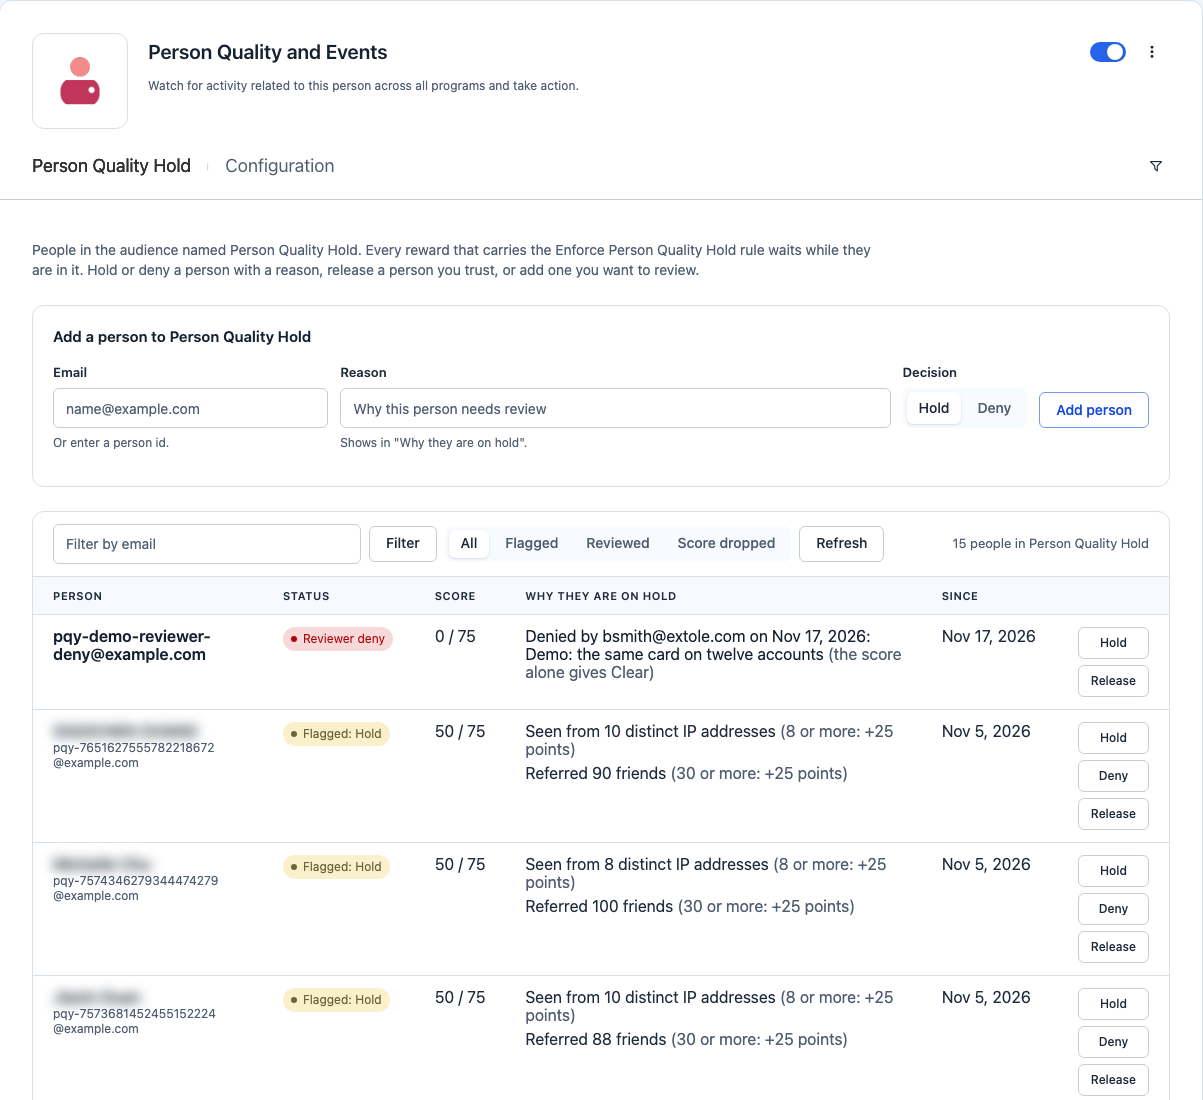 Person Quality and Events
Watch for activity related to this person across all programs and take action.
Person Quality Hold
Configuration
People in the audience named Person Quality Hold. Every reward that carries the Enforce Person Quality Hold rule waits while they
are in it. Hold or deny a person with a reason, release a person you trust, or add one you want to review.
Add a person to Person Quality Hold
Email
Reason
Decision
name@example.com
Why this person needs review
Hold
Deny
Add person
Or enter a person id.
Shows in "Why they are on hold".
Filter by email
Filter
All
Flagged
Reviewed
Score dropped
Refresh
15 people in Person Quality Hold
PERSON
STATUS
SCORE
WHY THEY ARE ON HOLD
SINCE
pqy-demo-reviewer-
deny@example.com
Reviewer deny
0 / 75
Denied by bsmith@extole.com on Nov 17, 2026:
Demo: the same card on twelve accounts (the score
alone gives Clear)
Nov 17, 2026
Hold
Release
pqy-7651627555782218672
@example.com
Flagged: Hold
50 / 75
Seen from 10 distinct IP addresses (8 or more: +25
points)
Referred 90 friends (30 or more: +25 points)
Nov 5, 2026
Hold
Deny
Release
pqy-7574346279344474279
@example.com
Flagged: Hold
50 / 75
Seen from 8 distinct IP addresses (8 or more: +25
points)
Referred 100 friends (30 or more: +25 points)
Nov 5, 2026
Hold
Deny
Release
pqy-7573681452455152224
@example.com
Flagged: Hold
50 / 75
Seen from 10 distinct IP addresses (8 or more: +25
points)
Referred 88 friends (30 or more: +25 points)
Nov 5, 2026
Hold
Deny
Release